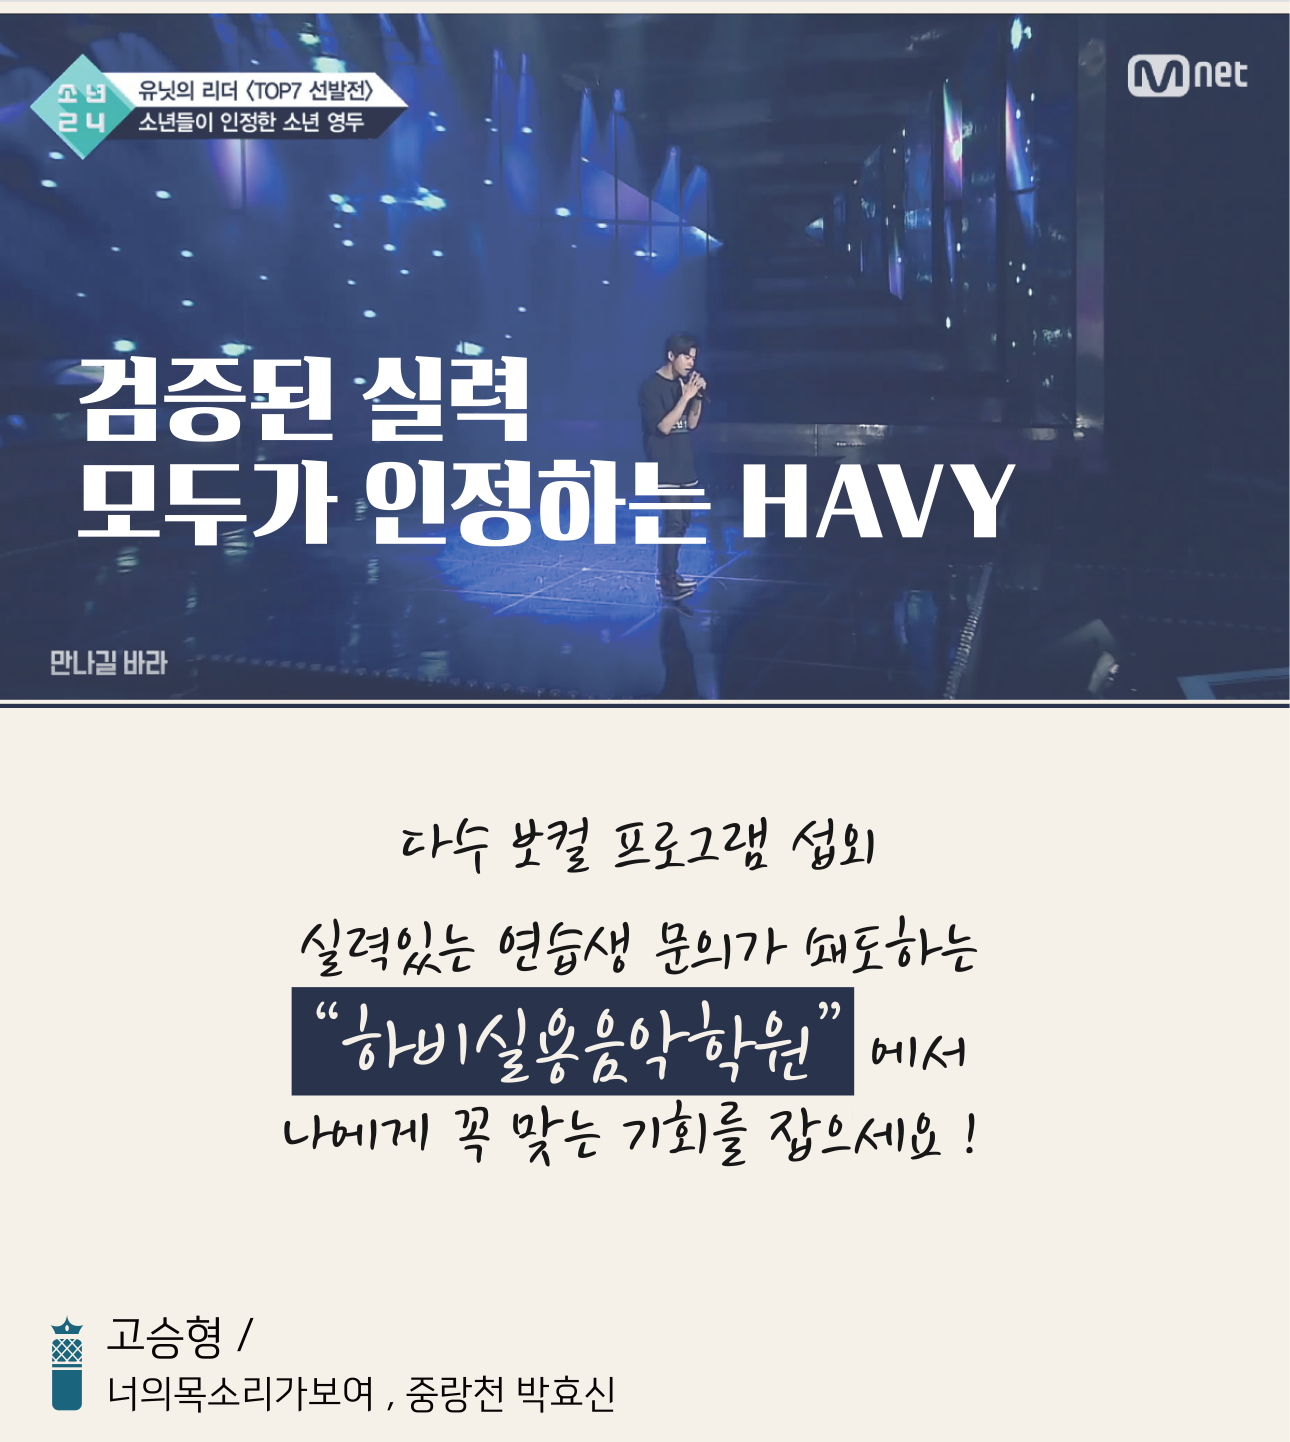 소년
24
유닛의 리더 〈TOP7 선발전〉
소년들이 인정한 소년 영두
Mnet
검증된 실력
모두가 인정하는 HAVY
만나길 바라
다수 보컬 프로그램 섭외
실력있는 연습생 문의가 쇄도하는
“하비실용음악학원” 에서
나에게 꼭 맞는 기회를 잡으세요 !
고승형 /
너의목소리가보여 , 중랑천 박효신